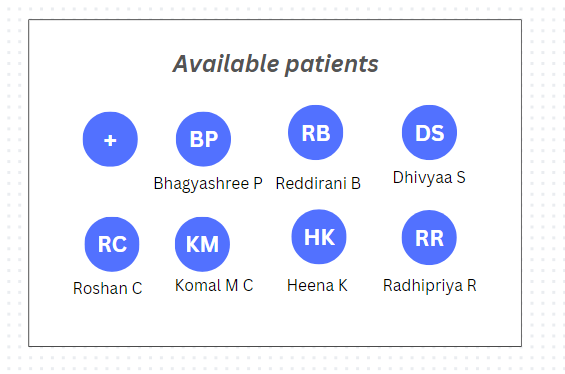 Available patients
+ BP RB DS
Bhagyashree P Reddirani B Dhivyaa S
RC KM HK RR
Roshan C Komal M C Heena K Radhipriya R